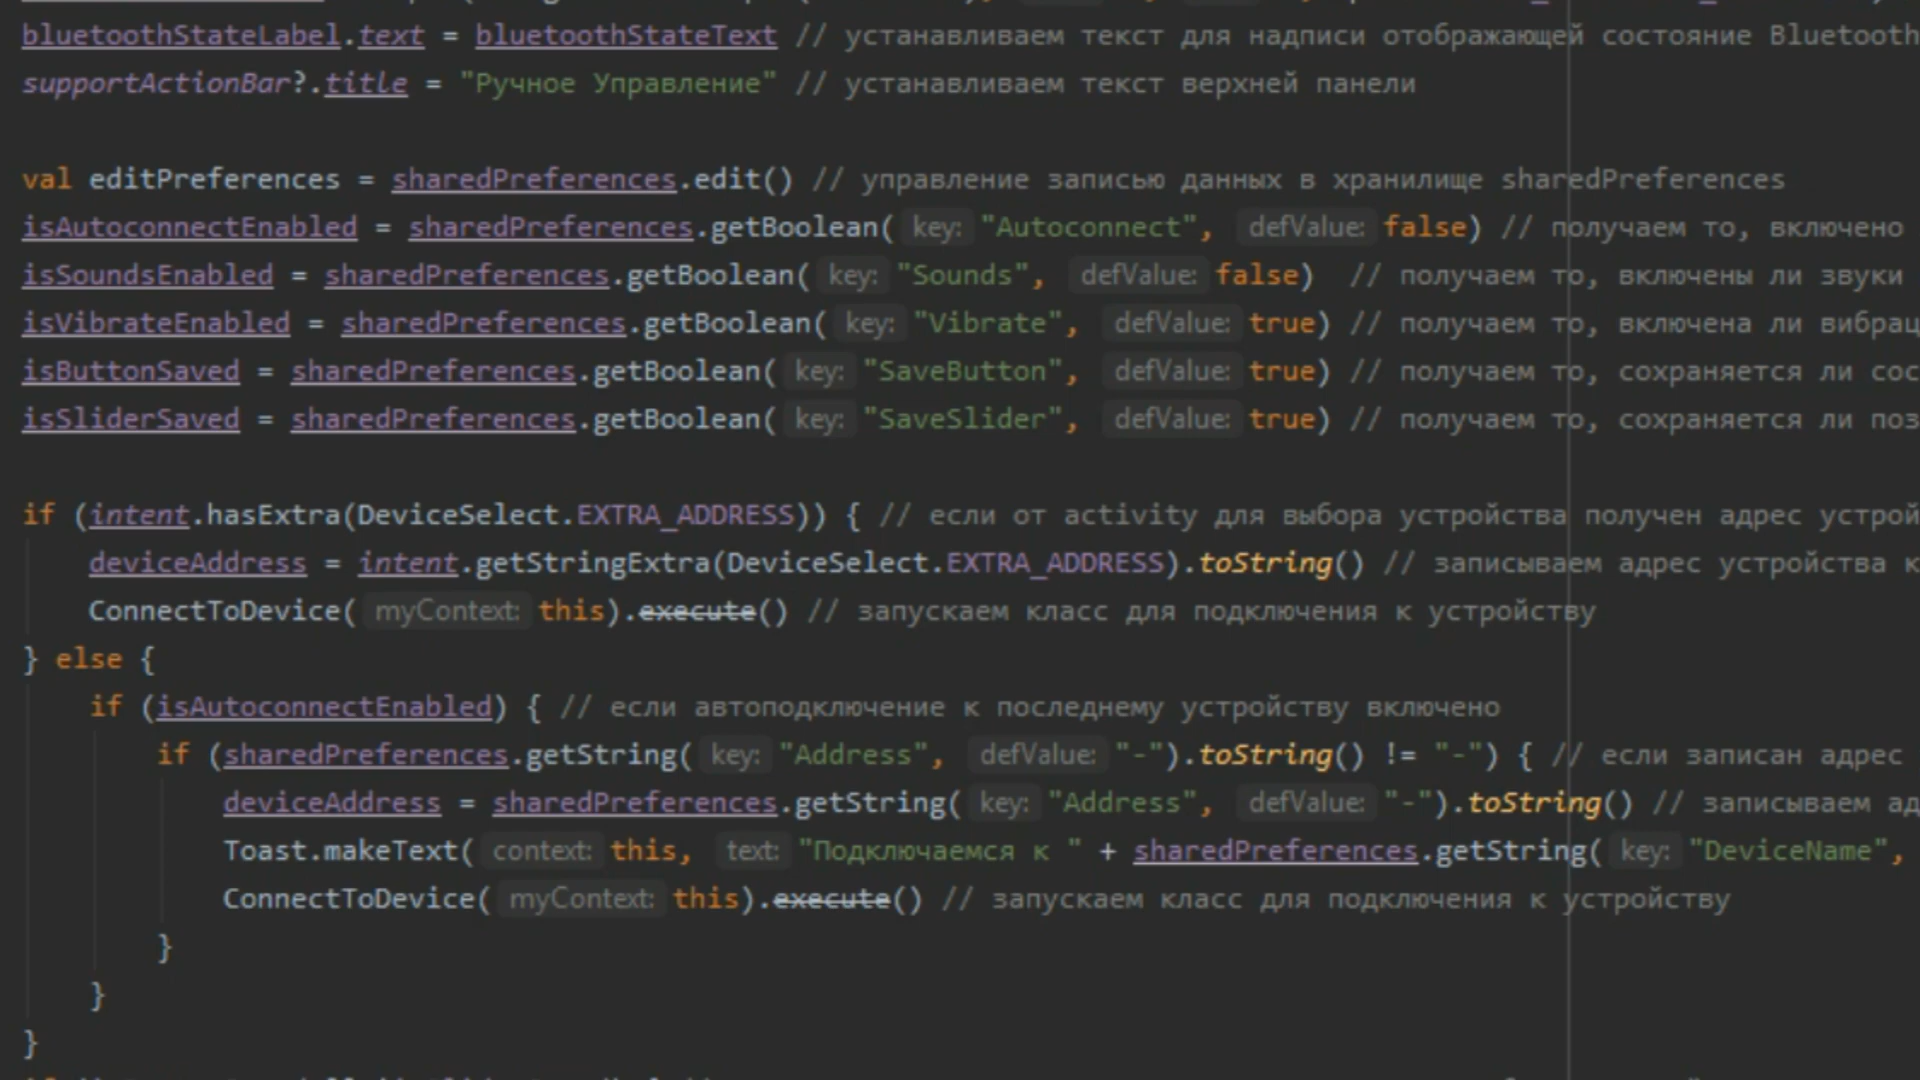 bluetoothStateLabel.text = bluetoothStateText // устанавливаем текст для надписи отображающей состояние Bluetooth
supportActionBar?.title = "Ручное Управление" // устанавливаем текст верхней панели
val editPreferences = sharedPreferences.edit() // управление записью данных в хранилище sharedPreferences
isAutoconnectEnabled = sharedPreferences.getBoolean( key: "Autoconnect", defValue: false) // получаем то, включено
isSoundsEnabled = sharedPreferences.getBoolean( key: "Sounds", defValue: false) // получаем то, включены ли звуки
isVibrateEnabled = sharedPreferences.getBoolean( key: "Vibrate", defValue: true) // получаем то, включена ли вибрац
isButtonSaved = sharedPreferences.getBoolean( key: "SaveButton", defValue: true) // получаем то, сохраняется ли сос
isSliderSaved = sharedPreferences.getBoolean( key: "SaveSlider", defValue: true) // получаем то, сохраняется ли поз
if (intent.hasExtra(DeviceSelect.EXTRA_ADDRESS)) { // если от activity для выбора устройства получен адрес устрой
deviceAddress = intent.getStringExtra(DeviceSelect.EXTRA_ADDRESS).toString() // записываем адрес устройства к
ConnectToDevice( myContext: this).execute() // запускаем класс для подключения к устройству
} else {
if (isAutoconnectEnabled) { // если автоподключение к последнему устройству включено
if (sharedPreferences.getString( key: "Address", defValue: "-").toString() != "-") { // если записан адрес
deviceAddress = sharedPreferences.getString( key: "Address", defValue: "-").toString() // записываем ад
Toast.makeText( context: this, text: "Подключаемся к " + sharedPreferences.getString( key: "DeviceName",
ConnectToDevice( myContext: this).execute() // запускаем класс для подключения к устройству
}
}
}